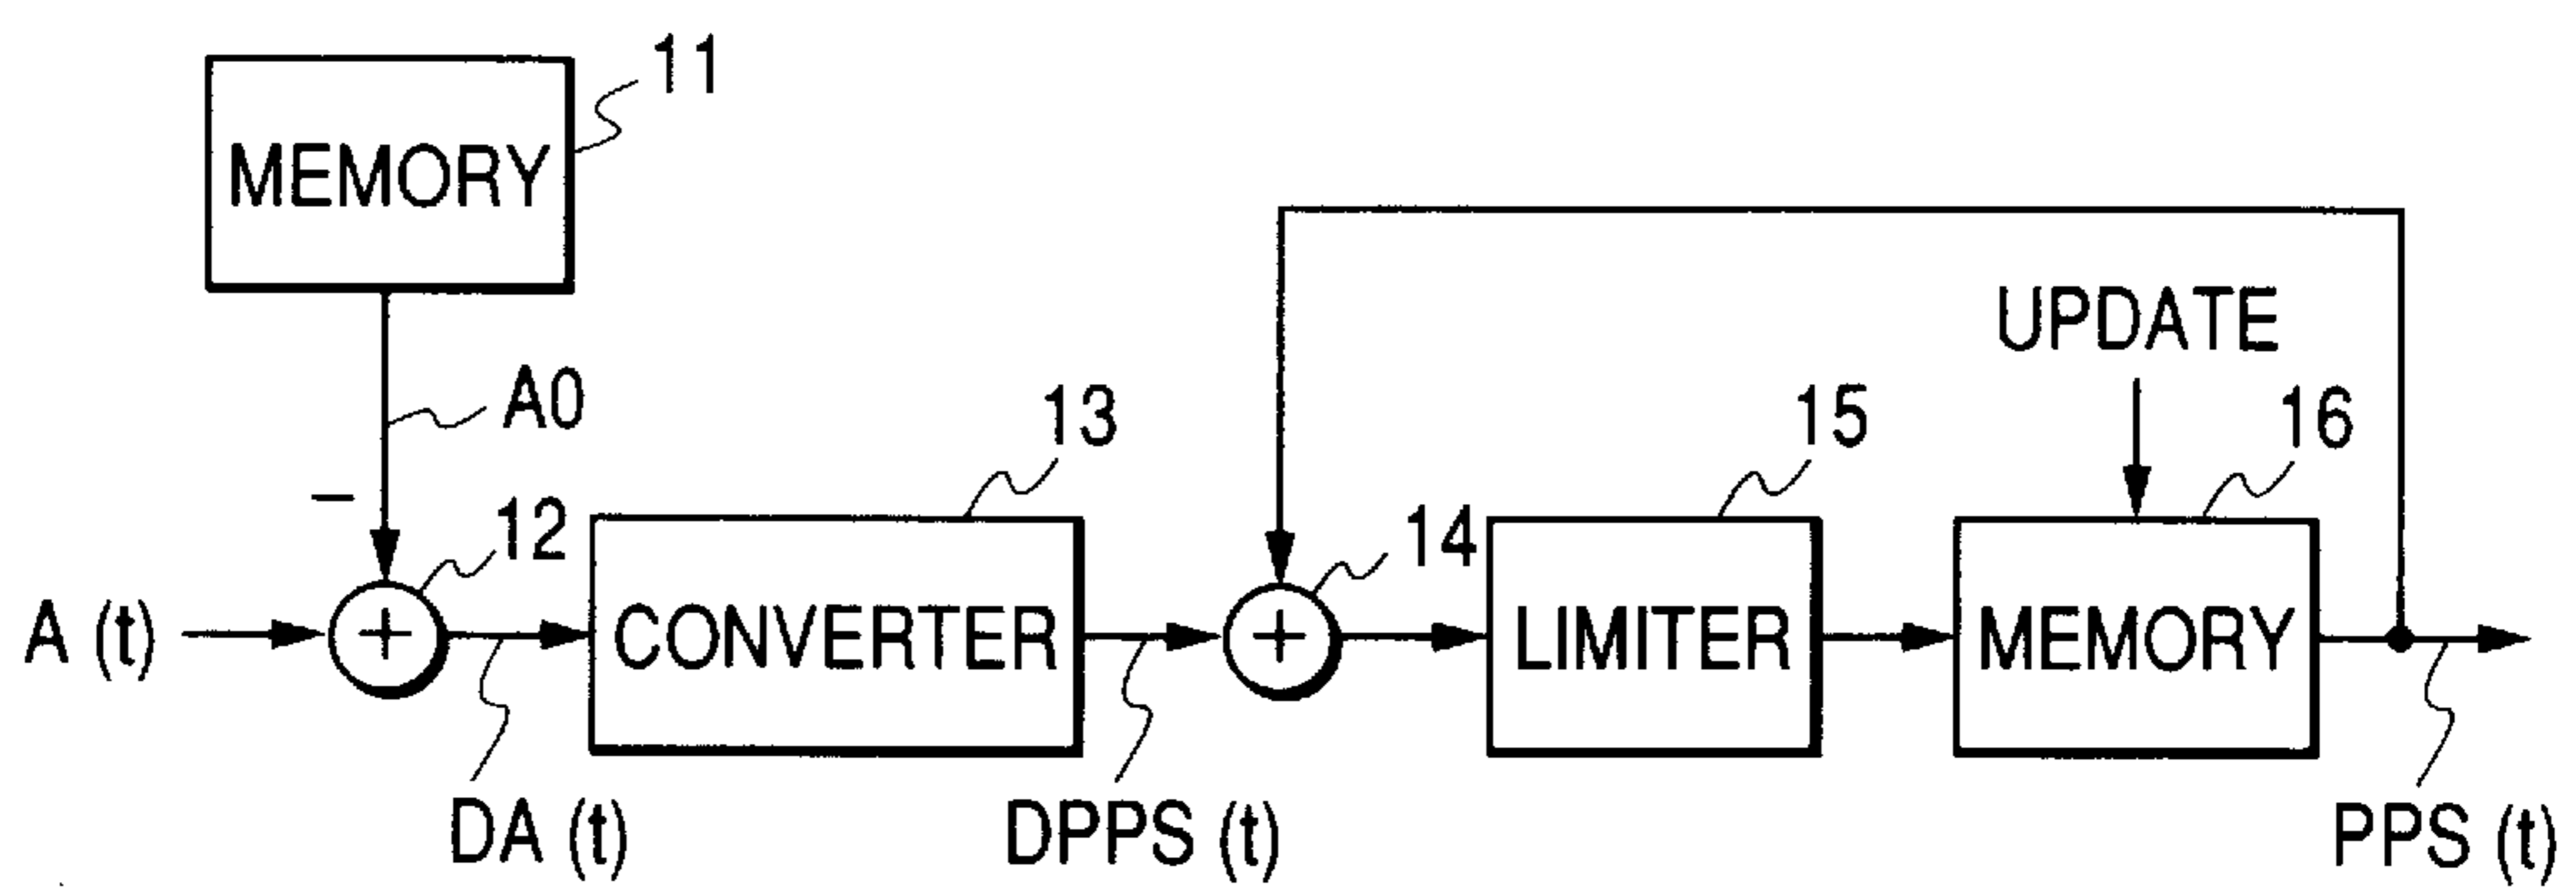 11
MEMORY
UPDATE
A0
13
15
16
12
14
A (t)
–
+
CONVERTER
+
LIMITER
MEMORY
DA (t)
DPPS (t)
PPS (t)